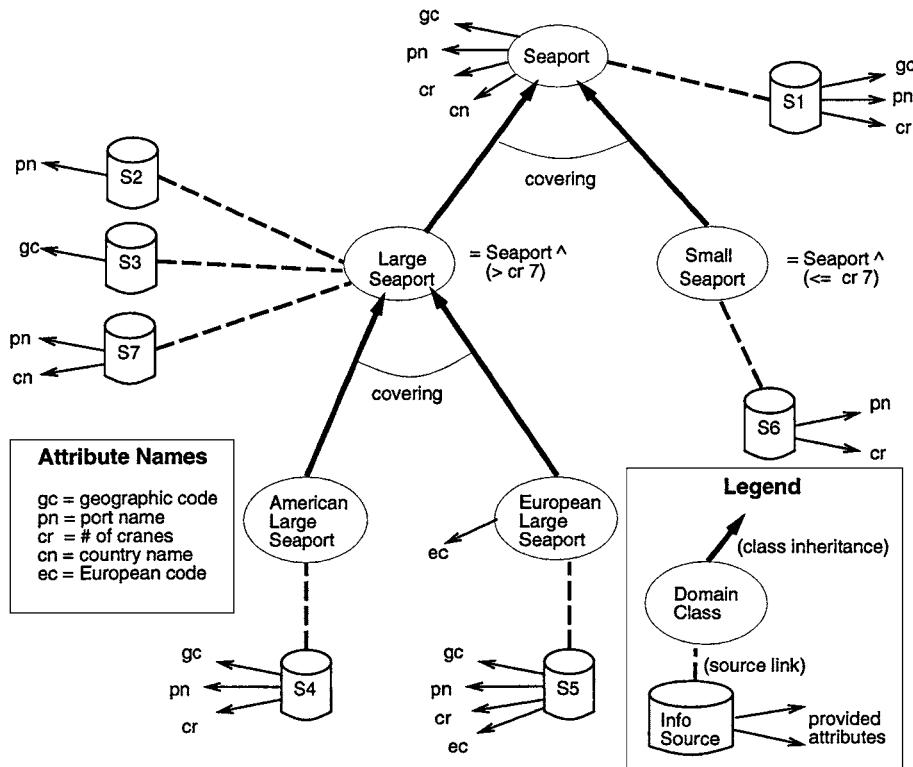 gc
pn
cr
cn
Seaport
S1
gc
pn
cr
covering
pn
S2
gc
S3
pn
cn
S7
Large
Seaport
= Seaport ^
(> cr 7)
Small
Seaport
= Seaport ^
(<= cr 7)
covering
S6
pn
cr
Attribute Names
gc = geographic code
pn = port name
cr = # of cranes
cn = country name
ec = European code
American
Large
Seaport
European
Large
Seaport
ec
gc
pn
cr
S4
gc
pn
cr
ec
S5
Legend
(class inheritance)
Domain
Class
(source link)
Info
Source
provided
attributes